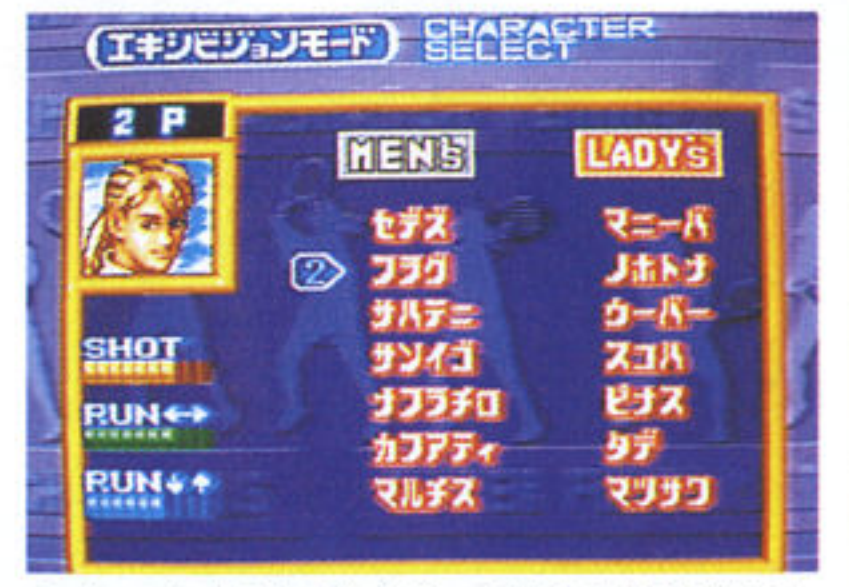 エキシビジョンモード CHARACTER
SELECT
2 P
MEN's
LADY's
セデズ
マニーバ
2
フラグ
ノホトナ
サハテニ
ウーバー
SHOT
サンイゴ
スコハ
RUN↔
ナフラチロ
ピナス
カフアティ
タデ
RUN↓↑
マルチス
マツサワ